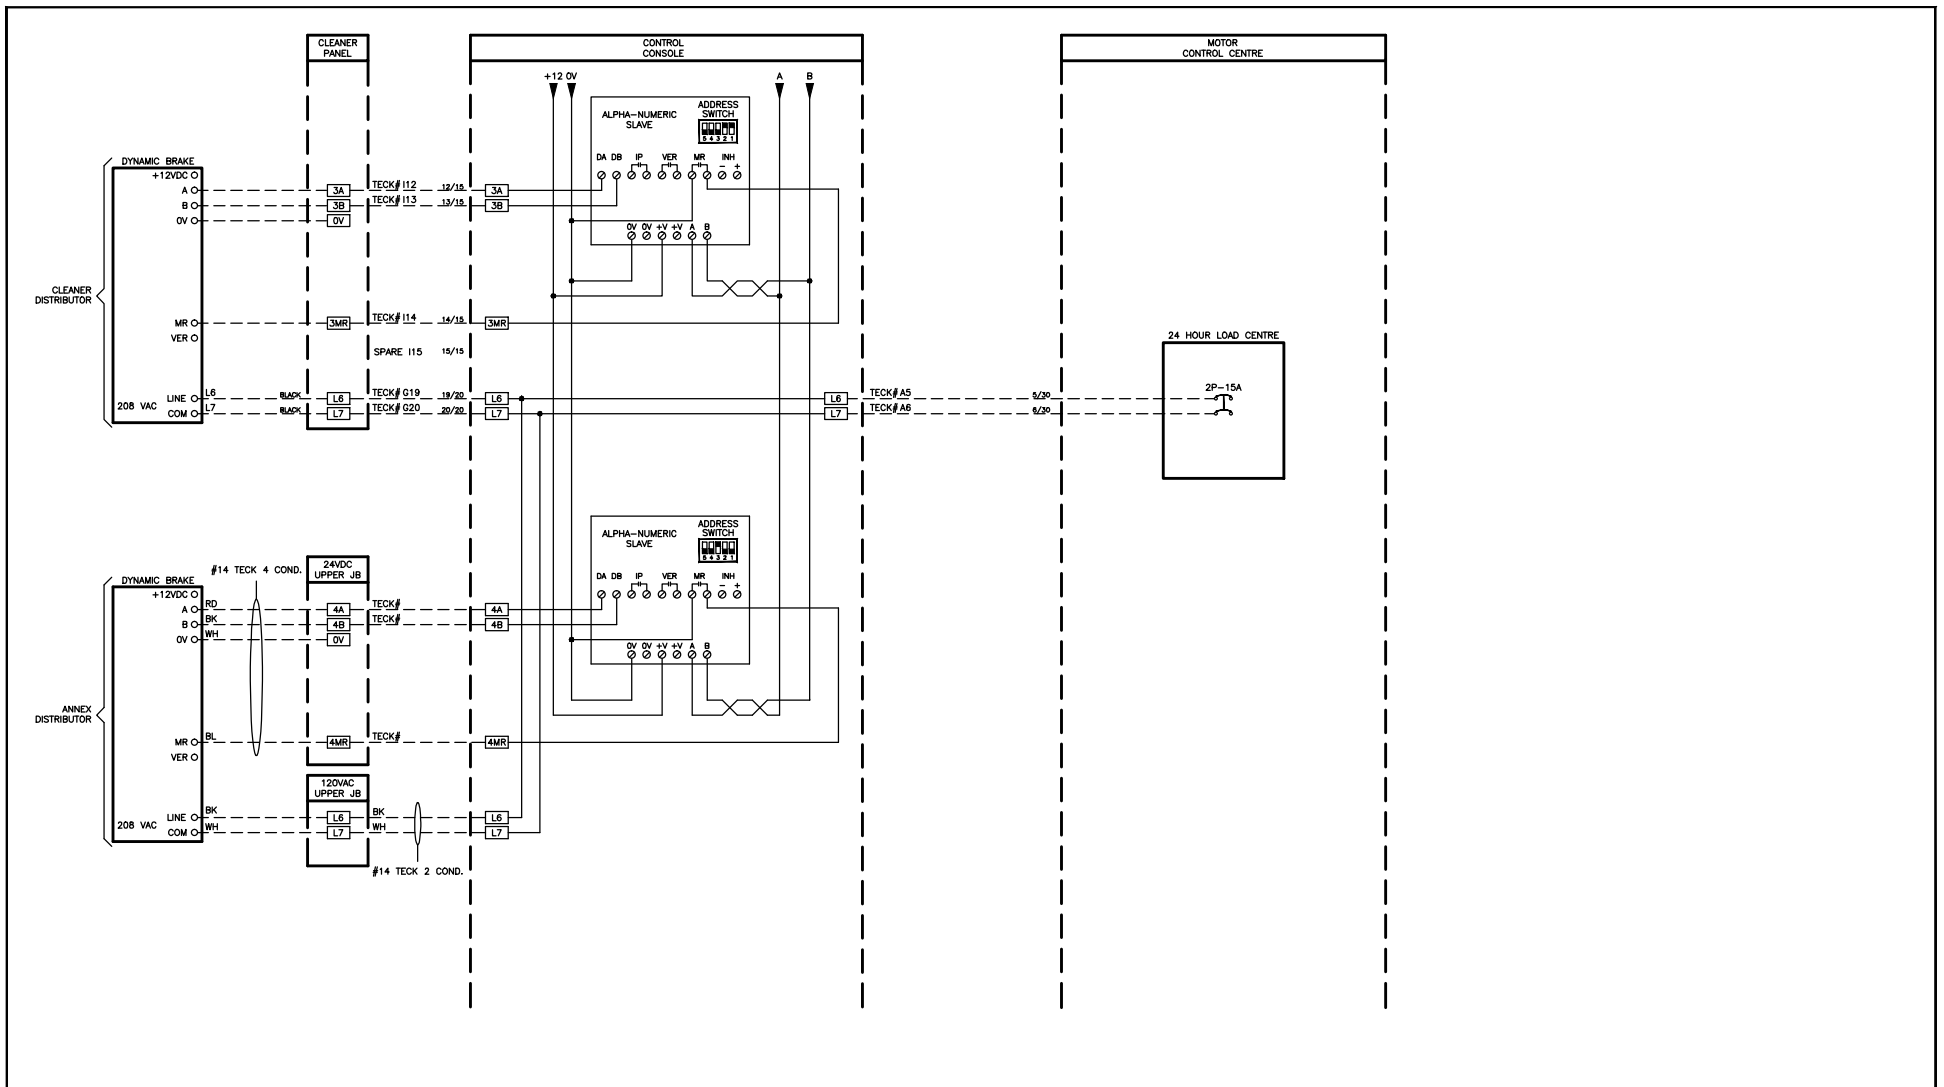 CLEANER
PANEL
CONTROL
CONSOLE
MOTOR
CONTROL CENTRE
+12 0V
A
B
ALPHA-NUMERIC
SLAVE
ADDRESS
SWITCH
5 4 3 2 1
DA DB IP VER MR INH
- +
0V 0V +V +V A B
DYNAMIC BRAKE
+12VDC
A
B
0V
MR
VER
LINE
COM
208 VAC
CLEANER
DISTRIBUTOR
3A
TECK# I12
12/15
3A
3B
TECK# I13
13/15
3B
0V
3MR
TECK# I14
14/15
3MR
SPARE I15
15/15
L6
BLACK
L6
TECK# G19
19/20
L6
L7
BLACK
L7
TECK# G20
20/20
L7
L6
TECK# A5
5/30
L7
TECK# A6
6/30
24 HOUR LOAD CENTRE
2P-15A
ALPHA-NUMERIC
SLAVE
ADDRESS
SWITCH
5 4 3 2 1
DA DB IP VER MR INH
- +
0V 0V +V +V A B
#14 TECK 4 COND.
24VDC
UPPER JB
DYNAMIC BRAKE
+12VDC
A
B
0V
MR
VER
LINE
COM
208 VAC
ANNEX
DISTRIBUTOR
RD
4A
TECK#
4A
BK
4B
TECK#
4B
WH
0V
BL
4MR
TECK#
4MR
120VAC
UPPER JB
BK
L6
BK
L6
WH
L7
WH
L7
#14 TECK 2 COND.